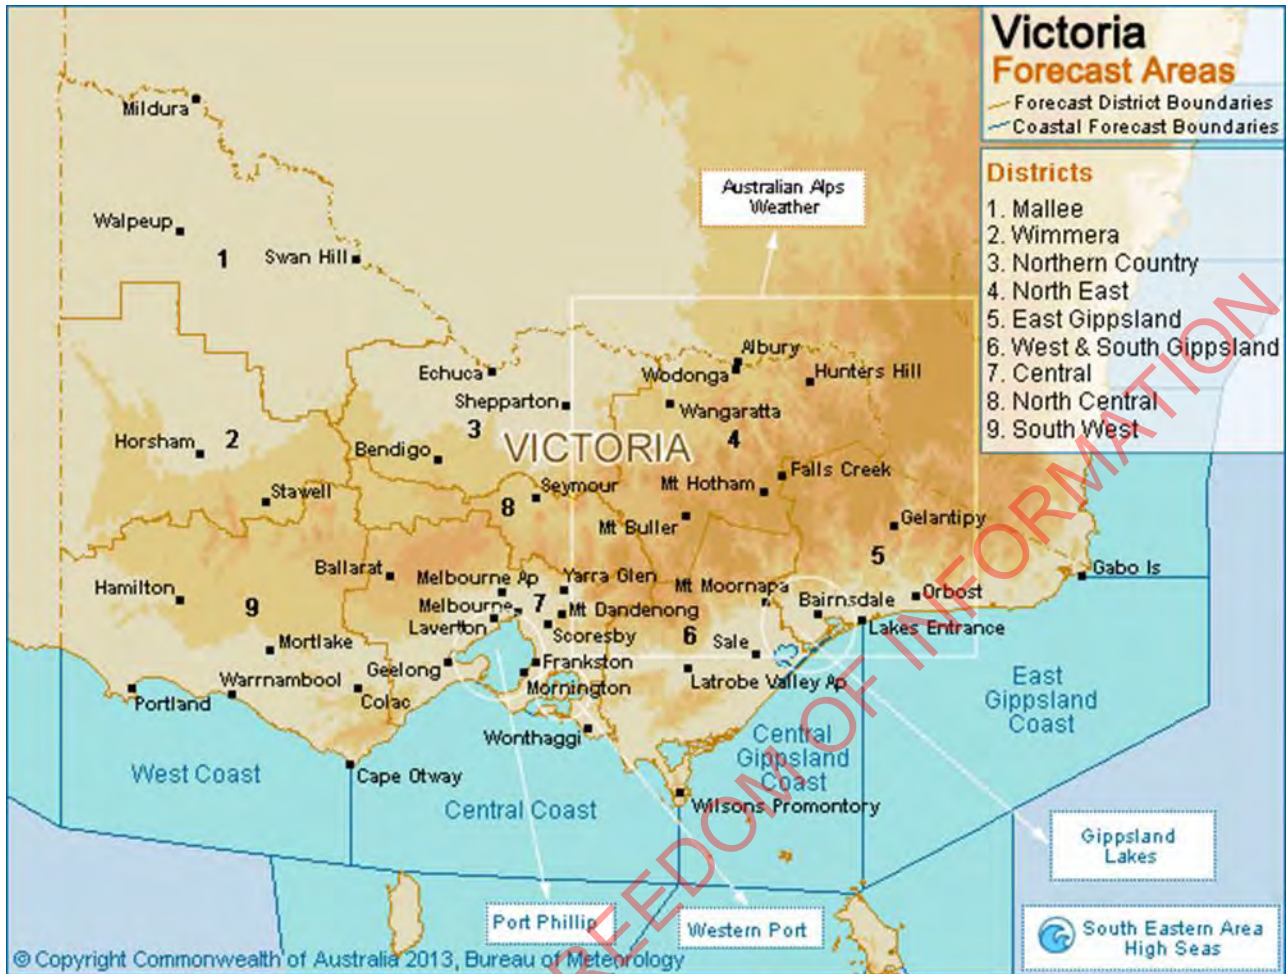 Victoria
Forecast Areas
Forecast District Boundaries
Coastal Forecast Boundaries
Districts
1. Mallee
2. Wimmera
3. Northern Country
4. North East
5. East Gippsland
6. West & South Gippsland
7. Central
8. North Central
9. South West
Mildura
Australian Alps
Weather
Walpeup
1
Swan Hill
Albury
Echuca
Wodonga
Hunters Hill
Shepparton
Wangaratta
3
4
Horsham
2
Bendigo
VICTORIA
Falls Creek
Stawell
Seymour
Mt Hotham
8
Mt Buller
Gelantipy
5
Ballarat
Melbourne Ap
Yarra Glen
Mt Moornapa
Gabo Is
Hamilton
9
Melbourne
7
Mt Dandenong
Bairnsdale
Orbost
Lavertton
Scoresby
6
Lakes Entrance
Mortlake
Sale
Geelong
Frankston
Warrnambool
Mornington
Latrobe Valley Ap
Portland
Colac
East
Gippsland
Coast
Wonthaggi
Central
Gippsland
Coast
West Coast
Cape Otway
Central Coast
Wilsons Promontory
Gippsland
Lakes
Port Phillip
Western Port
South Eastern Area
High Seas
© Copyright Commonwealth of Australia 2013, Bureau of Meteorology
FREEDOM OF INFORMATION